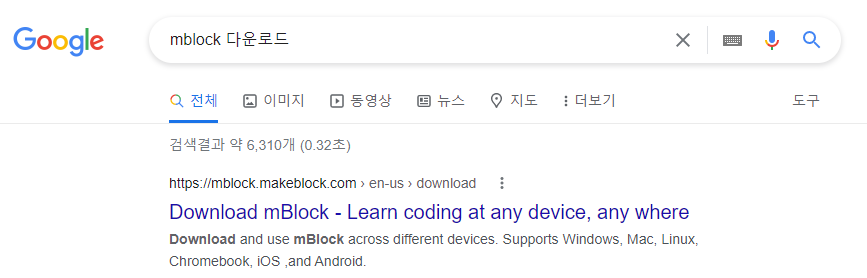 Google
mblock 다운로드
전체 이미지 동영상 뉴스 지도 더보기 도구
검색결과 약 6,310개 (0.32초)
https://mblock.makeblock.com › en-us › download
Download mBlock - Learn coding at any device, any where
Download and use mBlock across different devices. Supports Windows, Mac, Linux,
Chromebook, iOS ,and Android.